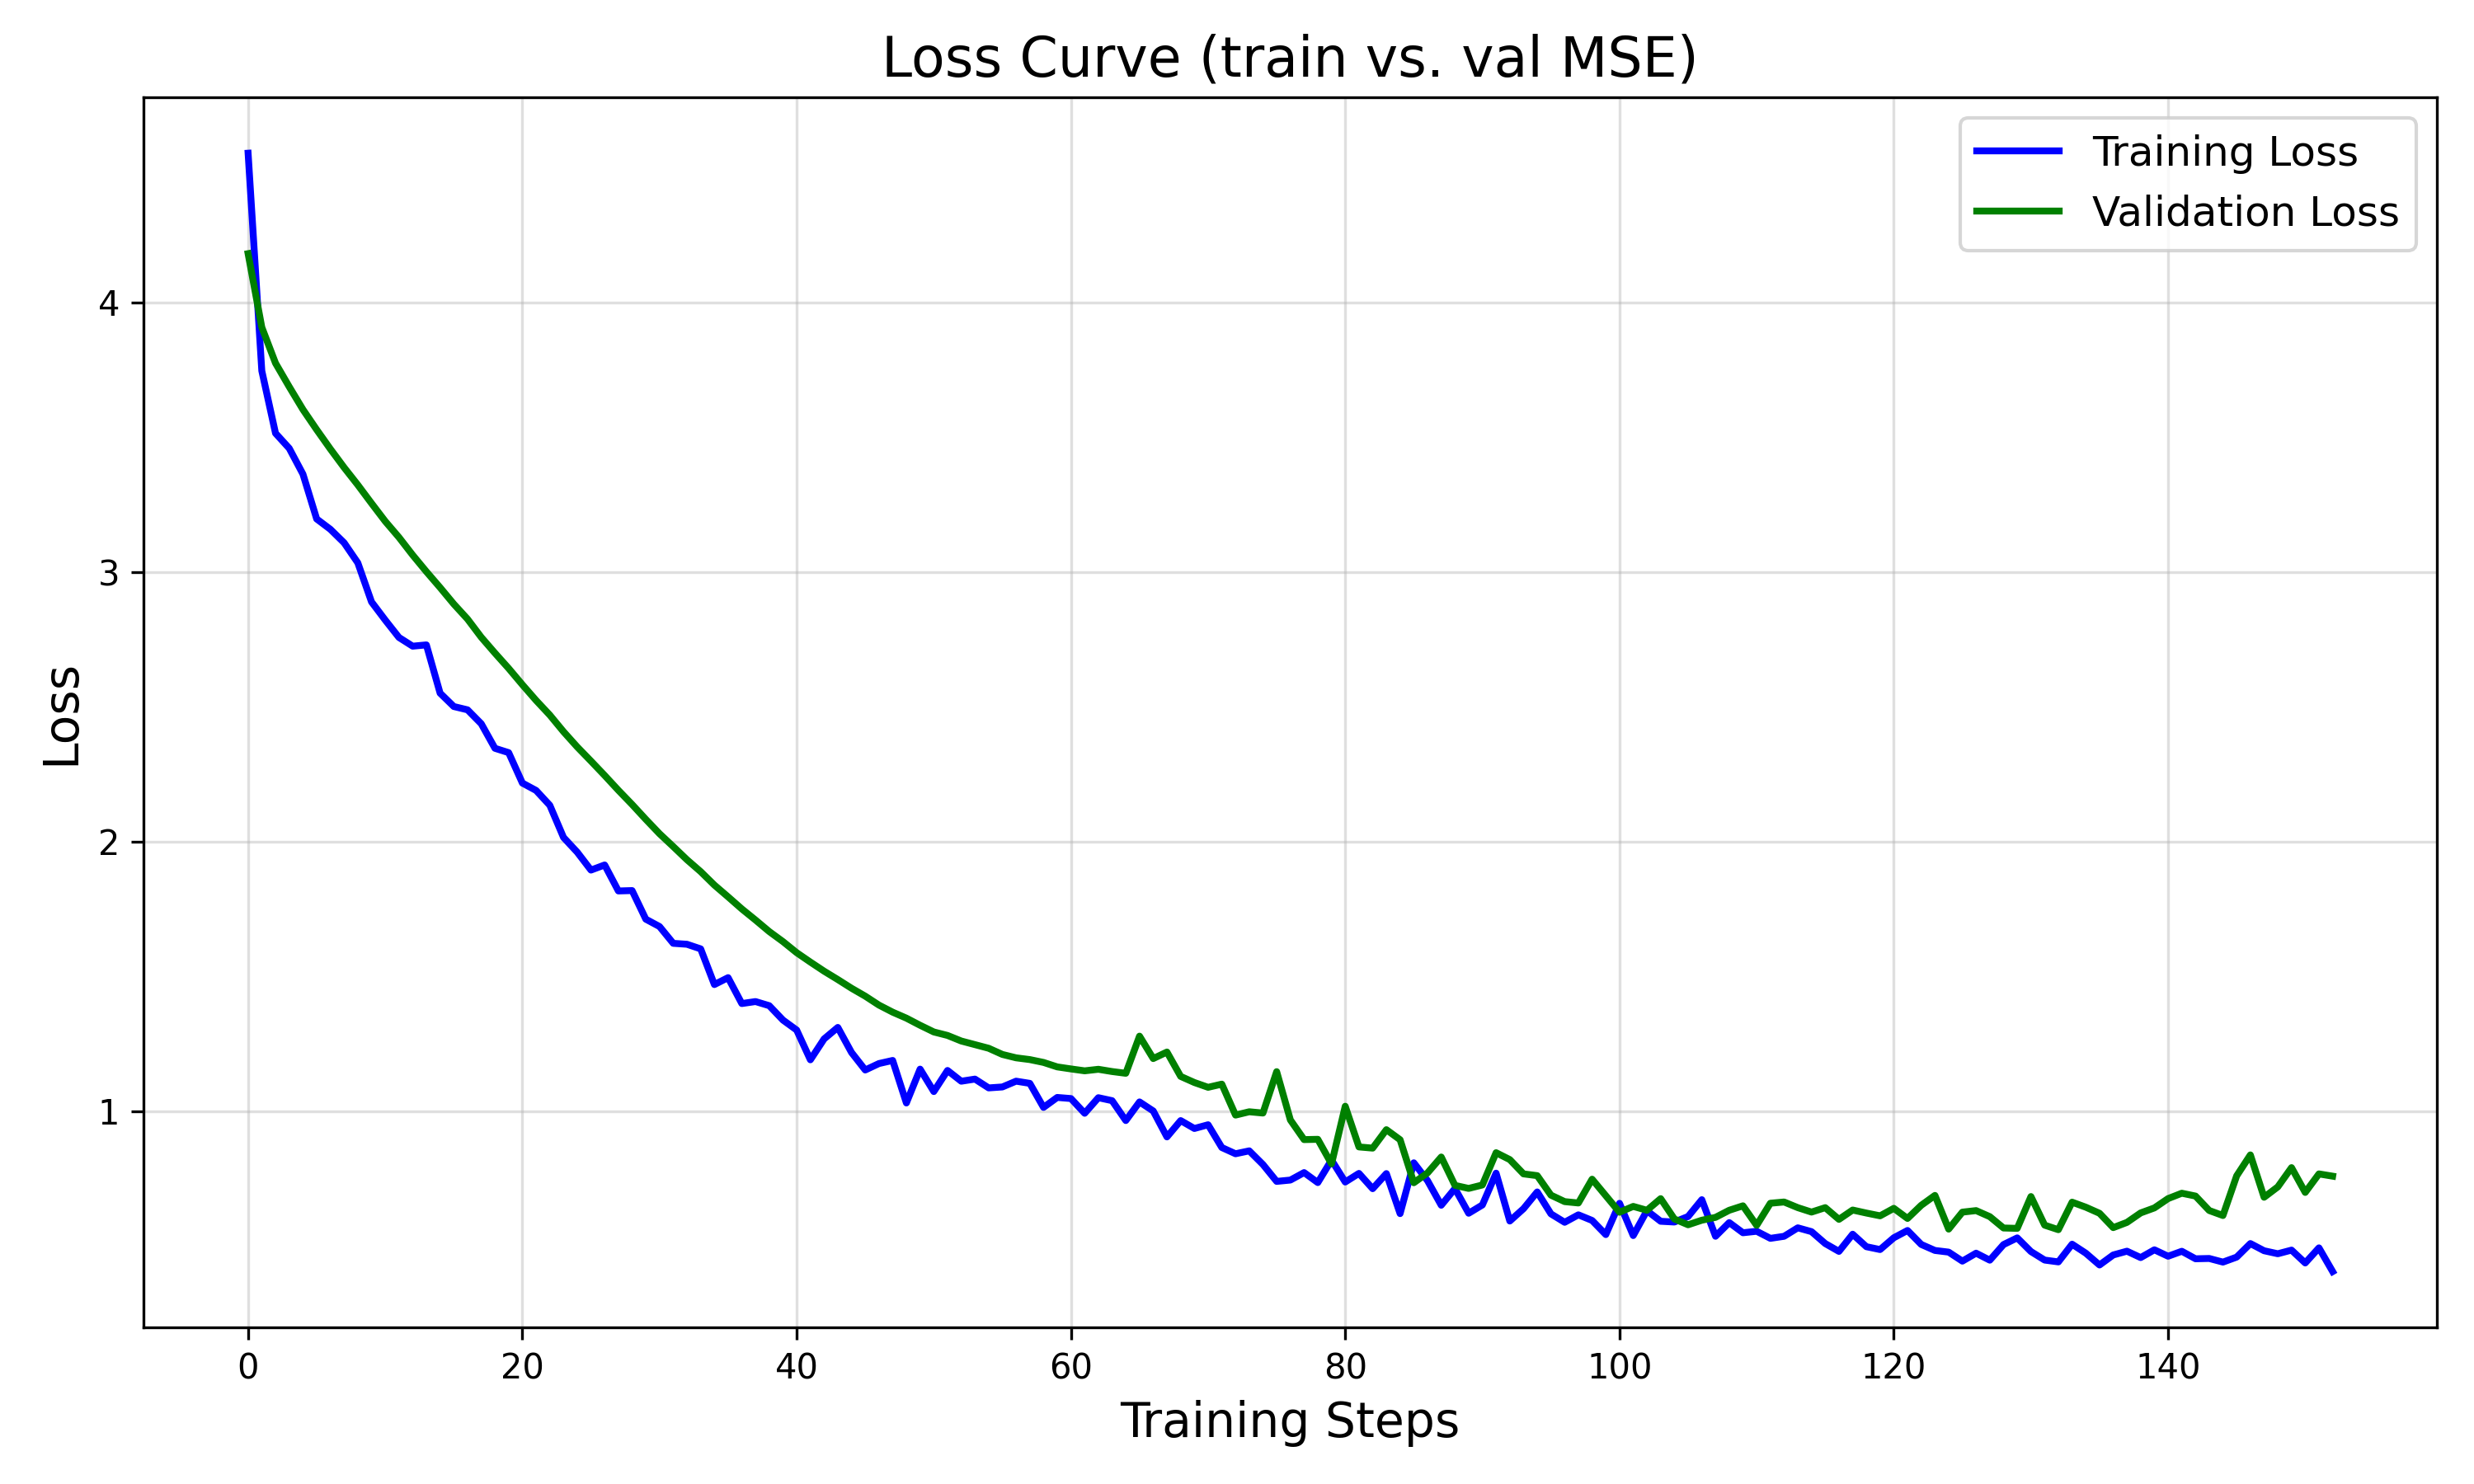 Loss Curve (train vs. val MSE)
Training Loss
Validation Loss
Loss
4
3
2
1
0 20 40 60 80 100 120 140
Training Steps